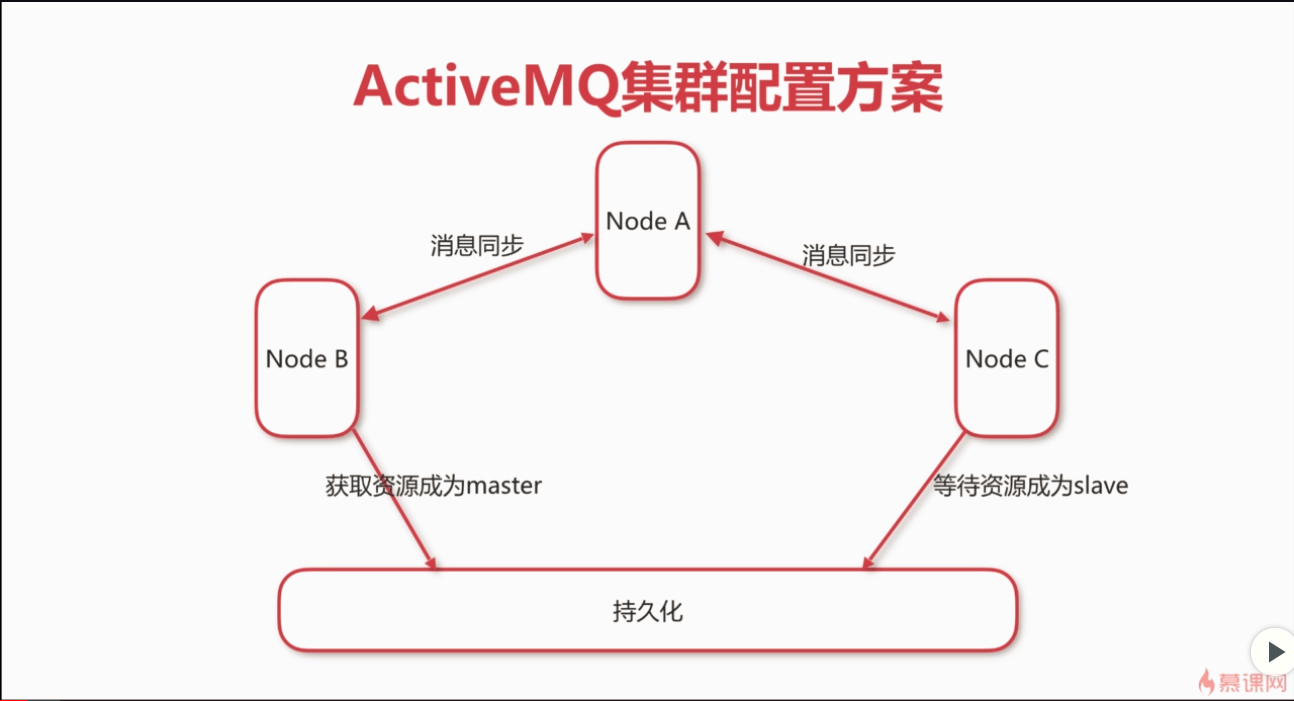 ActiveMQ集群配置方案
Node A
消息同步
消息同步
Node B
Node C
获取资源成为master
等待资源成为slave
持久化
慕课网